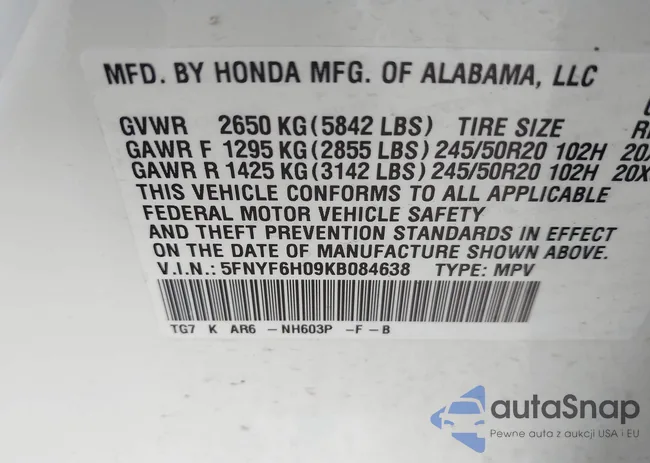 MFD. BY HONDA MFG. OF ALABAMA, LLC
GVWR 2650 KG(5842 LBS) TIRE SIZE
GAWR F 1295 KG(2855 LBS)245/50R20 102H 20X
GAWR R 1425 KG(3142 LBS)245/50R20 102H 20X
THIS VEHICLE CONFORMS TO ALL APPLICABLE
FEDERAL MOTOR VEHICLE SAFETY
AND THEFT PREVENTION STANDARDS IN EFFECT
ON THE DATE OF MANUFACTURE SHOWN ABOVE.
V.I.N.: 5FNYF6H09KB084638 TYPE: MPV
TG7 K AR6 -NH603P -F-B
autaSnap
Pewne auta z aukcji USA i EU